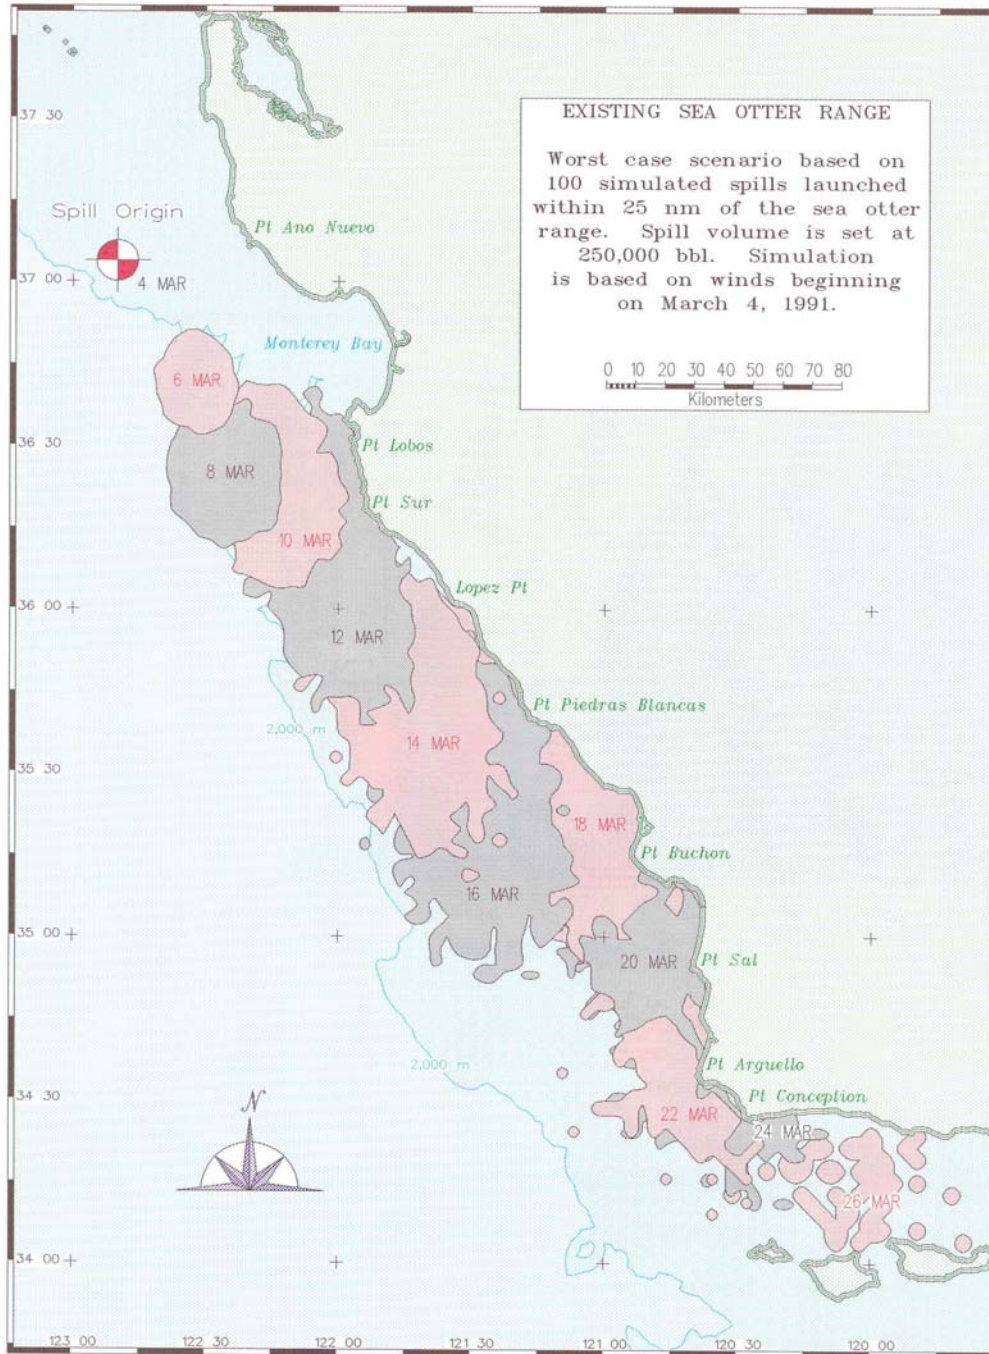 37 30
EXISTING SEA OTTER RANGE
Worst case scenario based on
100 simulated spills launched
within 25 nm of the sea otter
range. Spill volume is set at
250,000 bbl. Simulation
is based on winds beginning
on March 4, 1991.
0 10 20 30 40 50 60 70 80
Kilometers
Spill Origin
4 MAR
Pt Ano Nuevo
37 00
Monterey Bay
6 MAR
36 30
Pt Lobos
8 MAR
Pt Sur
10 MAR
Lopez Pt
36 00
12 MAR
Pt Piedras Blancas
2,000 m
14 MAR
35 30
18 MAR
Pt Buchon
16 MAR
35 00
20 MAR
Pt Sal
2,000 m
Pt Arguello
34 30
N
Pt Conception
22 MAR
24 MAR
26 MAR
34 00
123 00
122 30
122 00
121 30
121 00
120 30
120 00